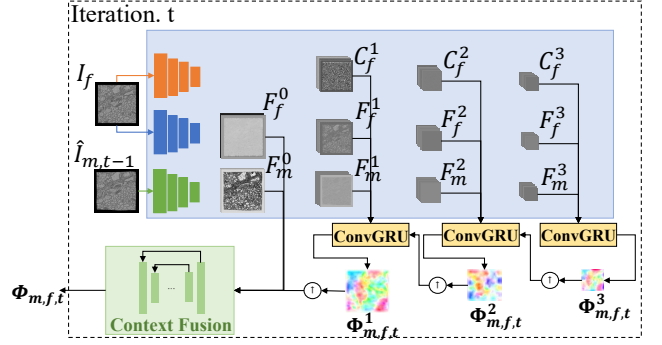 Iteration. t
I_f
Î_{m,t-1}
F_f^0
F_m^0
C_f^1
F_f^1
F_m^1
C_f^2
F_f^2
F_m^2
C_f^3
F_f^3
F_m^3
ConvGRU
ConvGRU
ConvGRU
...
Context Fusion
Φ_{m,f,t}
↑
↑
↑
Φ^1_{m,f,t}
Φ^2_{m,f,t}
Φ^3_{m,f,t}